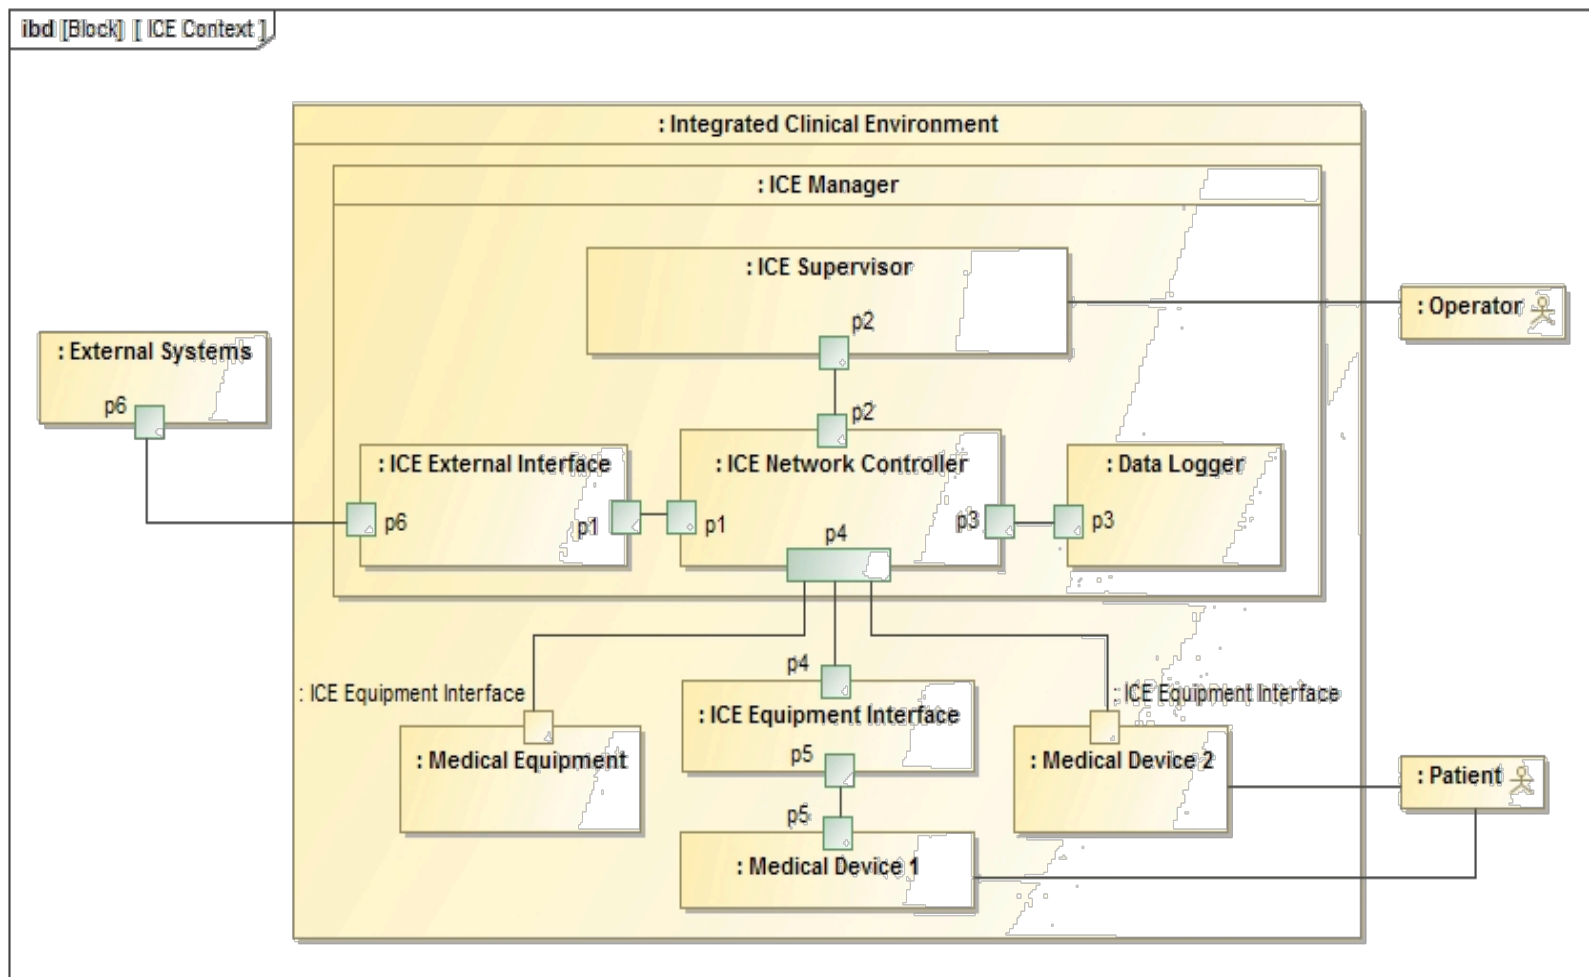 ibd [Block] [ ICE Context ]
: Integrated Clinical Environment
: ICE Manager
: ICE Supervisor
p2
: Operator
: External Systems
p6
p2
: ICE External Interface
p6
p1
: ICE Network Controller
p1
p3
p4
: Data Logger
p3
: ICE Equipment Interface
: Medical Equipment
p4
: ICE Equipment Interface
p5
: ICE Equipment Interface
: Medical Device 2
: Patient
p5
: Medical Device 1